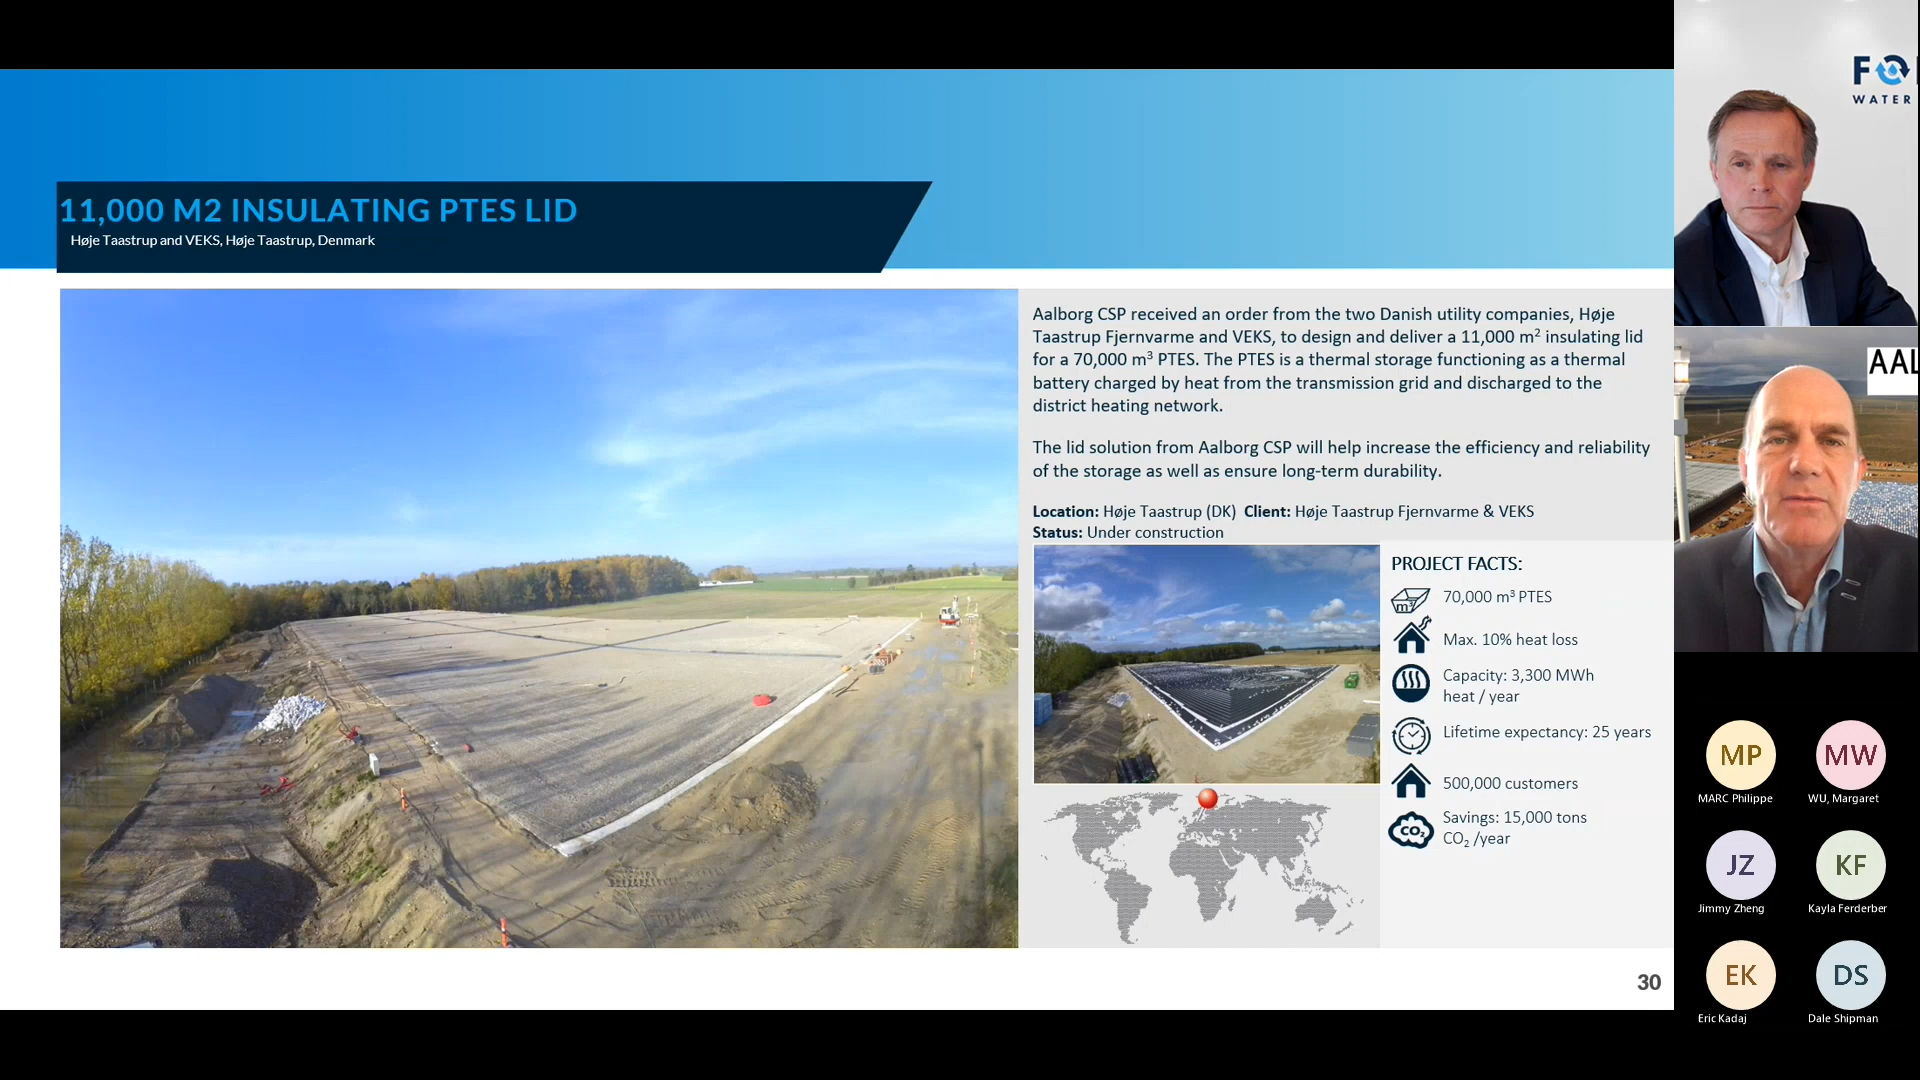 11,000 M2 INSULATING PTES LID
Høje Taastrup and VEKS, Høje Taastrup, Denmark
Aalborg CSP received an order from the two Danish utility companies, Høje
Taastrup Fjernvarme and VEKS, to design and deliver a 11,000 m² insulating lid
for a 70,000 m³ PTES. The PTES is a thermal storage functioning as a thermal
battery charged by heat from the transmission grid and discharged to the
district heating network.
The lid solution from Aalborg CSP will help increase the efficiency and reliability
of the storage as well as ensure long-term durability.
Location: Høje Taastrup (DK) Client: Høje Taastrup Fjernvarme & VEKS
Status: Under construction
PROJECT FACTS:
m³
70,000 m³ PTES
Max. 10% heat loss
Capacity: 3,300 MWh
heat / year
Lifetime expectancy: 25 years
500,000 customers
CO₂
Savings: 15,000 tons
CO₂ /year
30
WATER
AAL
MP
MARC Philippe
MW
WU, Margaret
JZ
Jimmy Zheng
KF
Kayla Ferderber
EK
Eric Kadaj
DS
Dale Shipman